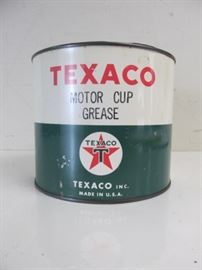 TEXACO
MOTOR CUP
GREASE
TEXACO
T
TEXACO INC.
MADE IN U.S.A.